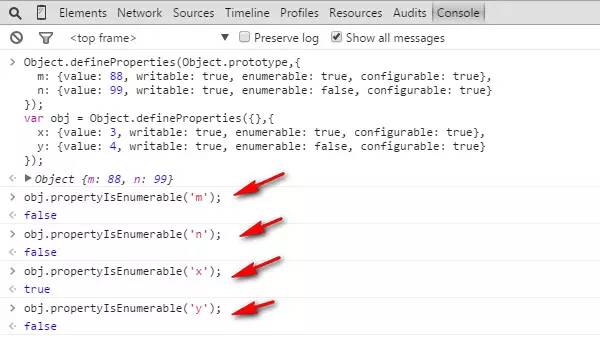 Elements Network Sources Timeline Profiles Resources Audits Console
<top frame> ▼ Preserve log Show all messages
Object.defineProperties(Object.prototype,{
m: {value: 88, writable: true, enumerable: true, configurable: true},
n: {value: 99, writable: true, enumerable: false, configurable: true}
});
var obj = Object.defineProperties({},{
x: {value: 3, writable: true, enumerable: true, configurable: true},
y: {value: 4, writable: true, enumerable: false, configurable: true}
});
Object {m: 88, n: 99}
obj.propertyIsEnumerable('m');
false
obj.propertyIsEnumerable('n');
false
obj.propertyIsEnumerable('x');
true
obj.propertyIsEnumerable('y');
false